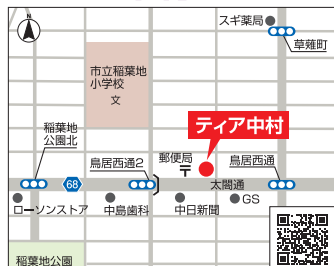 N
スギ薬局
草薙町
市立稲葉地
小学校
文
稲葉地
公園北
ティア中村
鳥居西通2
郵便局
〒
鳥居西通
68
太閤通
ローソンストア
中島歯科
中日新聞
GS
稲葉地公園